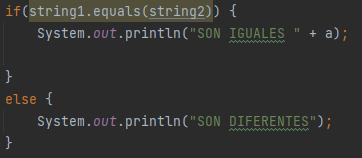 if(string1.equals(string2)) {
System.out.println("SON IGUALES " + a);
}
else {
System.out.println("SON DIFERENTES");
}